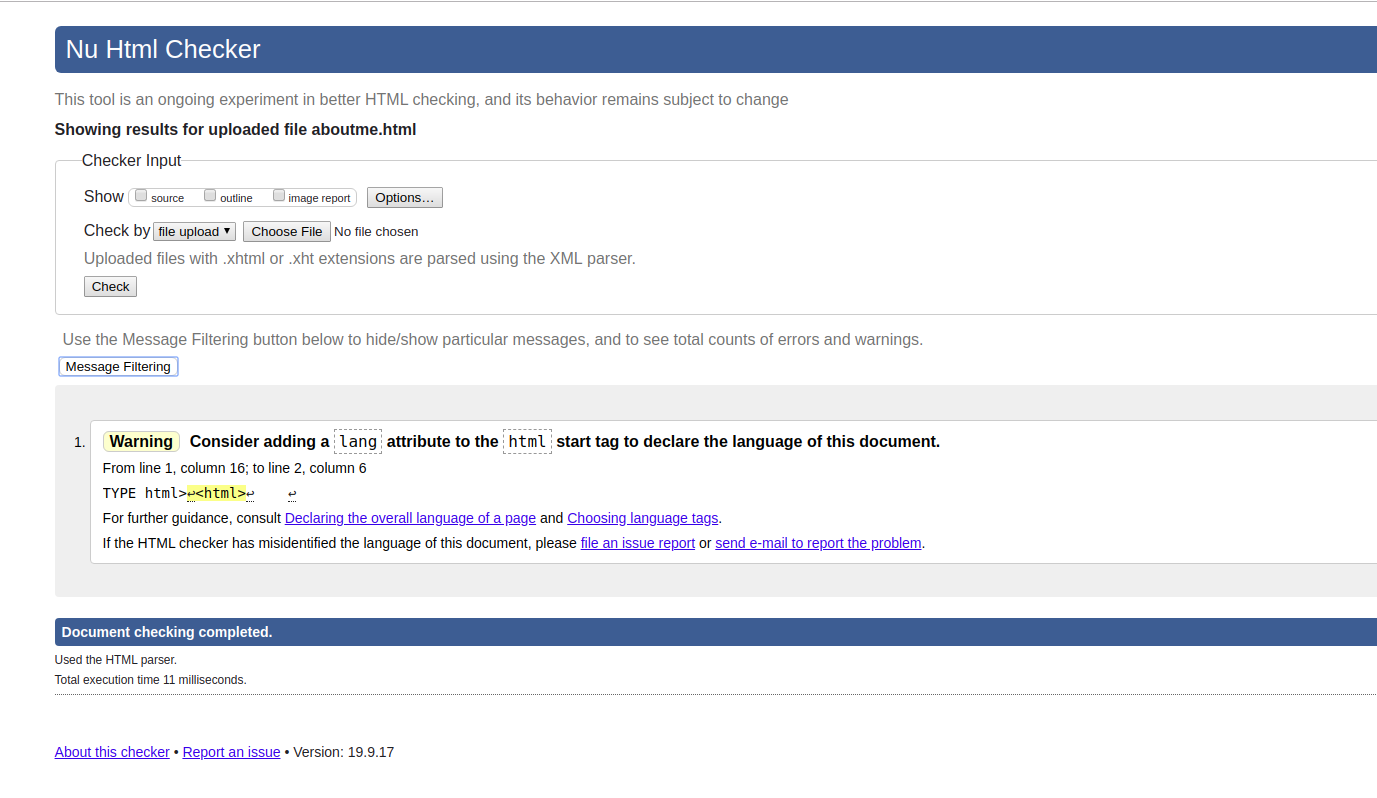 Nu Html Checker
This tool is an ongoing experiment in better HTML checking, and its behavior remains subject to change
Showing results for uploaded file aboutme.html
Checker Input
Show source outline image report Options…
Check by file upload ▼ Choose File No file chosen
Uploaded files with .xhtml or .xht extensions are parsed using the XML parser.
Check
Use the Message Filtering button below to hide/show particular messages, and to see total counts of errors and warnings.
Message Filtering
1. Warning Consider adding a lang attribute to the html start tag to declare the language of this document.
From line 1, column 16; to line 2, column 6
TYPE html>↩<html>↩ ↩
For further guidance, consult Declaring the overall language of a page and Choosing language tags.
If the HTML checker has misidentified the language of this document, please file an issue report or send e-mail to report the problem.
Document checking completed.
Used the HTML parser.
Total execution time 11 milliseconds.
About this checker • Report an issue • Version: 19.9.17